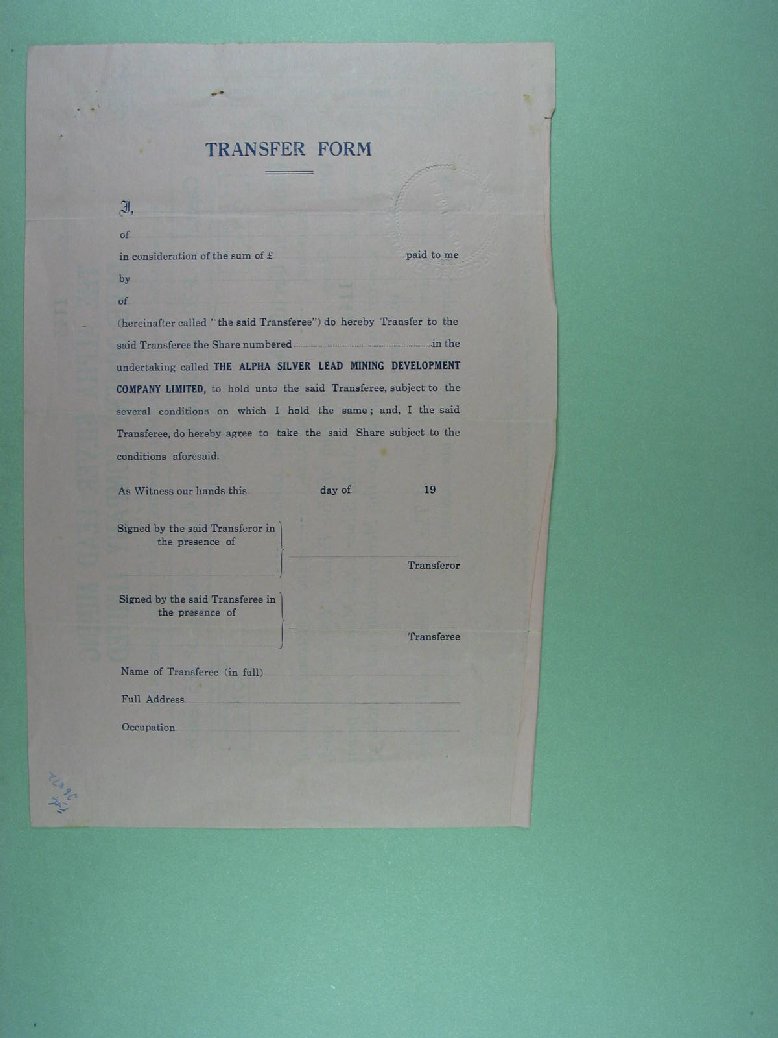 TRANSFER FORM
I,
of
in consideration of the sum of £ paid to me
by
of
(hereinafter called "the said Transferee") do hereby Transfer to the
said Transferee the Share numbered in the
undertaking called THE ALPHA SILVER LEAD MINING DEVELOPMENT
COMPANY LIMITED, to hold unto the said Transferee, subject to the
several conditions on which I hold the same; and, I the said
Transferee, do hereby agree to take the said Share subject to the
conditions aforesaid.
As Witness our hands this day of 19
Signed by the said Transferor in
the presence of
Transferor
Signed by the said Transferee in
the presence of
Transferee
Name of Transferee (in full)
Full Address
Occupation